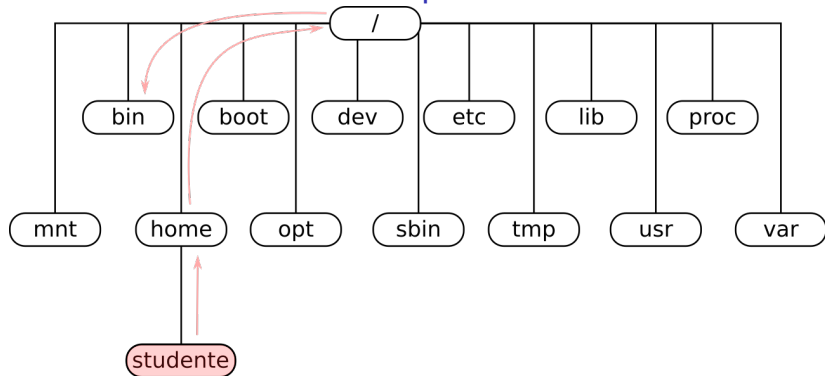 /
bin
boot
dev
etc
lib
proc
mnt
home
opt
sbin
tmp
usr
var
studente